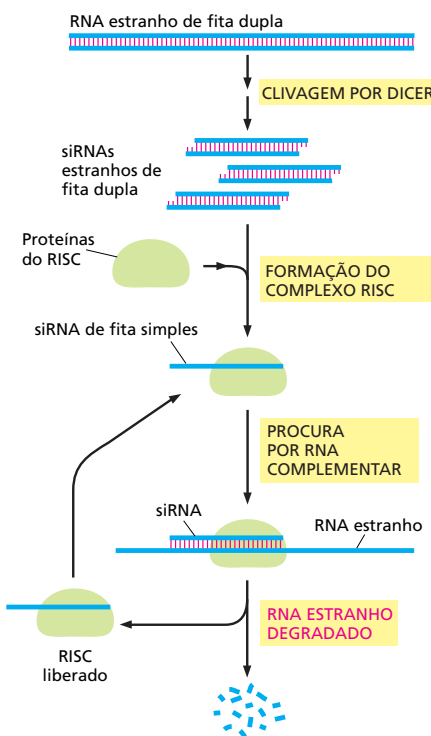 RNA estranho de fita dupla
CLIVAGEM POR DICER
siRNAs
estranhos de
fita dupla
Proteínas
do RISC
FORMAÇÃO DO
COMPLEXO RISC
siRNA de fita simples
PROCURA
POR RNA
COMPLEMENTAR
siRNA
RNA estranho
RNA ESTRANHO
DEGRADADO
RISC
liberado